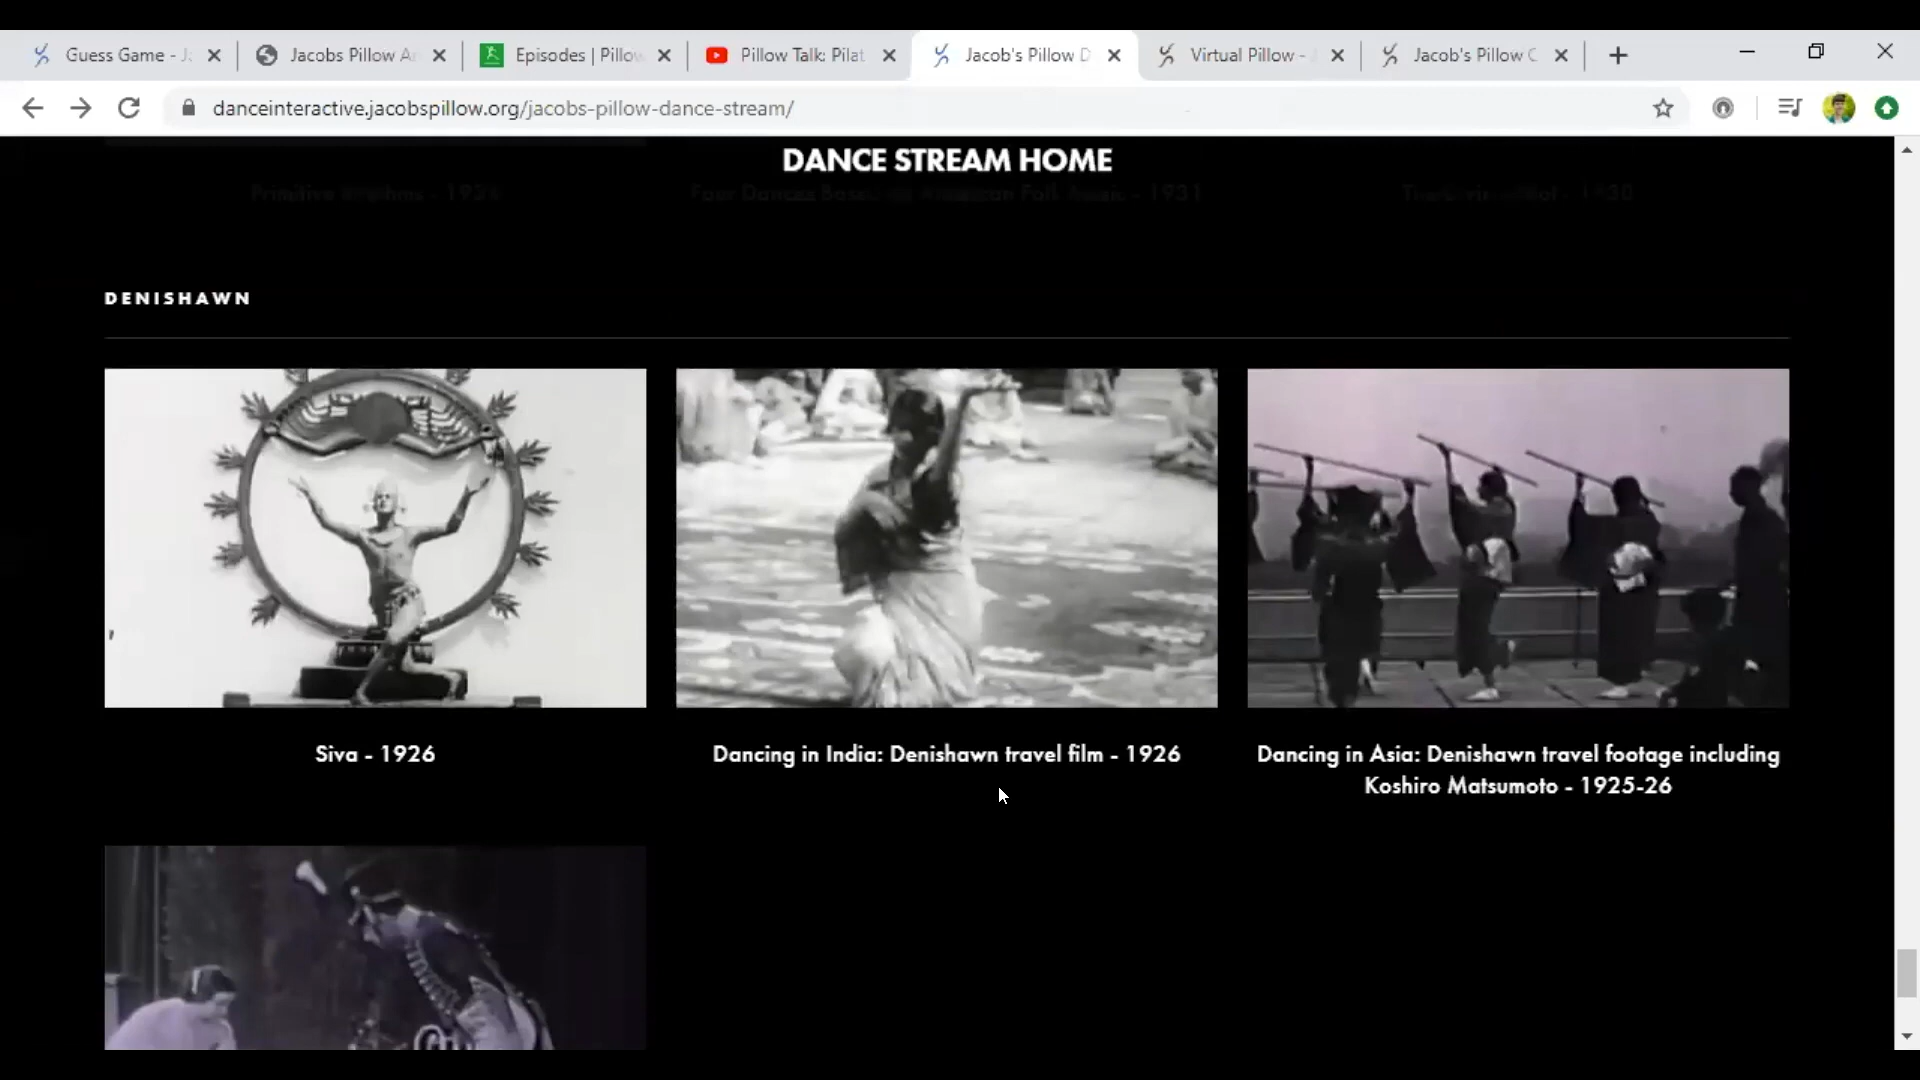 Guess Game - J
Jacobs Pillow Ar
Episodes | Pillow
Pillow Talk: Pilat
Jacob's Pillow D
Virtual Pillow -
Jacob's Pillow C
danceinteractive.jacobspillow.org/jacobs-pillow-dance-stream/
DANCE STREAM HOME
DENISHAWN
Siva - 1926
Dancing in India: Denishawn travel film - 1926
Dancing in Asia: Denishawn travel footage including
Koshiro Matsumoto - 1925-26